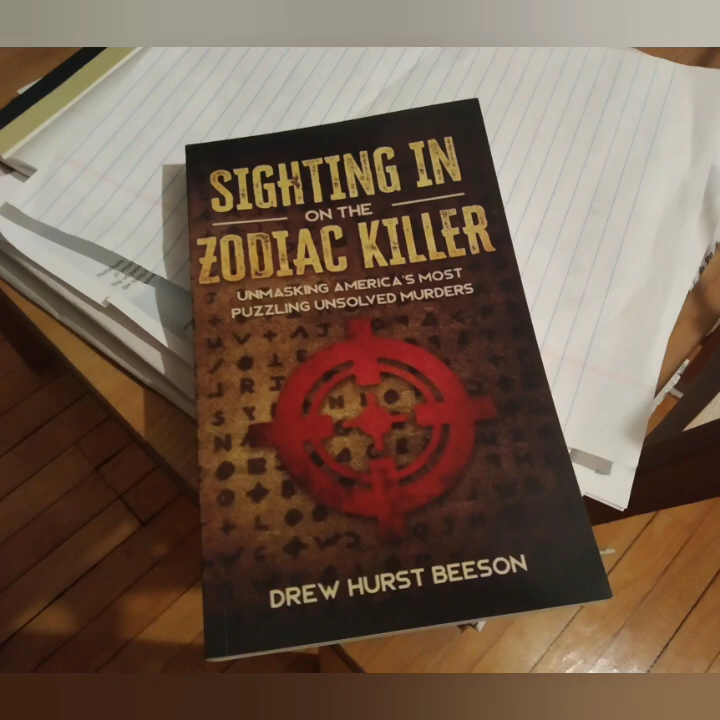 SIGHTING IN
ON THE
ZODIAC KILLER
UNMASKING AMERICA'S MOST
PUZZLING UNSOLVED MURDERS
DREW HURST BEESON